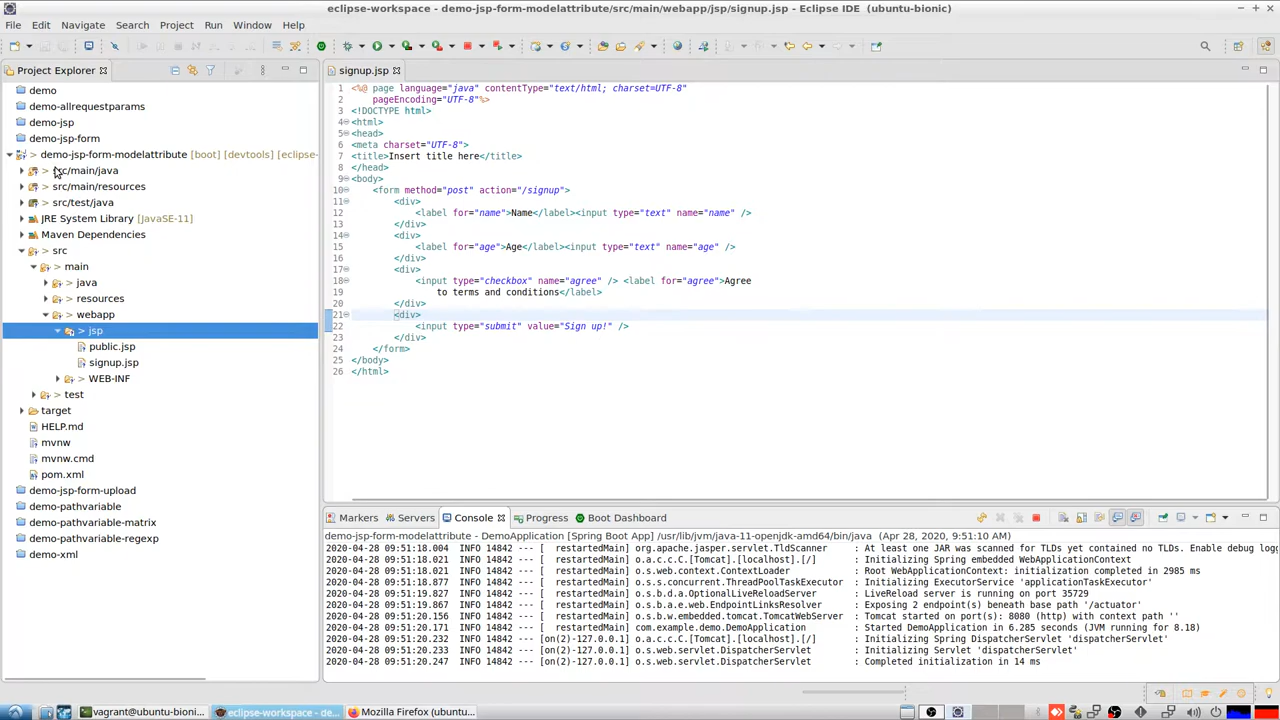 eclipse-workspace - demo-jsp-form-modelattribute/src/main/webapp/jsp/signup.jsp - Eclipse IDE (ubuntu-bionic)
File Edit Navigate Search Project Run Window Help
Project Explorer
demo
demo-allrequestparams
demo-jsp
demo-jsp-form
> demo-jsp-form-modelattribute [boot] [devtools] [eclipse-
> src/main/java
> src/main/resources
> src/test/java
JRE System Library [JavaSE-11]
Maven Dependencies
> src
> main
> java
> resources
> webapp
> jsp
public.jsp
signup.jsp
> WEB-INF
> test
target
HELP.md
mvnw
mvnw.cmd
pom.xml
demo-jsp-form-upload
demo-pathvariable
demo-pathvariable-matrix
demo-pathvariable-regexp
demo-xml
signup.jsp
1 <%@ page language="java" contentType="text/html; charset=UTF-8"
2 pageEncoding="UTF-8"%>
3 <!DOCTYPE html>
4 <html>
5 <head>
6 <meta charset="UTF-8">
7 <title>Insert title here</title>
8 </head>
9 <body>
10 <form method="post" action="/signup">
11 <div>
12 <label for="name">Name</label><input type="text" name="name" />
13 </div>
14 <div>
15 <label for="age">Age</label><input type="text" name="age" />
16 </div>
17 <div>
18 <input type="checkbox" name="agree" /> <label for="agree">Agree
19 to terms and conditions</label>
20 </div>
21 <div>
22 <input type="submit" value="Sign up!" />
23 </div>
24 </form>
25 </body>
26 </html>
Markers Servers Console Progress Boot Dashboard
demo-jsp-form-modelattribute - DemoApplication [Spring Boot App] /usr/lib/jvm/java-11-openjdk-amd64/bin/java (Apr 28, 2020, 9:51:10 AM)
2020-04-28 09:51:18.004 INFO 14842 --- [ restartedMain] org.apache.jasper.servlet.TldScanner : At least one JAR was scanned for TLDs yet contained no TLDs. Enable debug logg
2020-04-28 09:51:18.021 INFO 14842 --- [ restartedMain] o.a.c.c.C.[Tomcat].[localhost].[/] : Initializing Spring embedded WebApplicationContext
2020-04-28 09:51:18.021 INFO 14842 --- [ restartedMain] o.s.web.context.ContextLoader : Root WebApplicationContext: initialization completed in 2985 ms
2020-04-28 09:51:18.877 INFO 14842 --- [ restartedMain] o.s.s.concurrent.ThreadPoolTaskExecutor : Initializing ExecutorService 'applicationTaskExecutor'
2020-04-28 09:51:19.827 INFO 14842 --- [ restartedMain] o.s.b.d.a.OptionalLiveReloadServer : LiveReload server is running on port 35729
2020-04-28 09:51:19.867 INFO 14842 --- [ restartedMain] o.s.b.a.e.web.EndpointLinksResolver : Exposing 2 endpoint(s) beneath base path '/actuator'
2020-04-28 09:51:20.156 INFO 14842 --- [ restartedMain] o.s.b.w.embedded.tomcat.TomcatWebServer : Tomcat started on port(s): 8080 (http) with context path ''
2020-04-28 09:51:20.171 INFO 14842 --- [ restartedMain] com.example.demo.DemoApplication : Started DemoApplication in 6.285 seconds (JVM running for 8.18)
2020-04-28 09:51:20.233 INFO 14842 --- [on(2)-127.0.0.1] o.a.c.c.C.[Tomcat].[localhost].[/] : Initializing Spring DispatcherServlet 'dispatcherServlet'
2020-04-28 09:51:20.233 INFO 14842 --- [on(2)-127.0.0.1] o.s.web.servlet.DispatcherServlet : Initializing Servlet 'dispatcherServlet'
2020-04-28 09:51:20.247 INFO 14842 --- [on(2)-127.0.0.1] o.s.web.servlet.DispatcherServlet : Completed initialization in 14 ms
vagrant@ubuntu-bioni... eclipse-workspace - de... Mozilla Firefox (ubuntu...